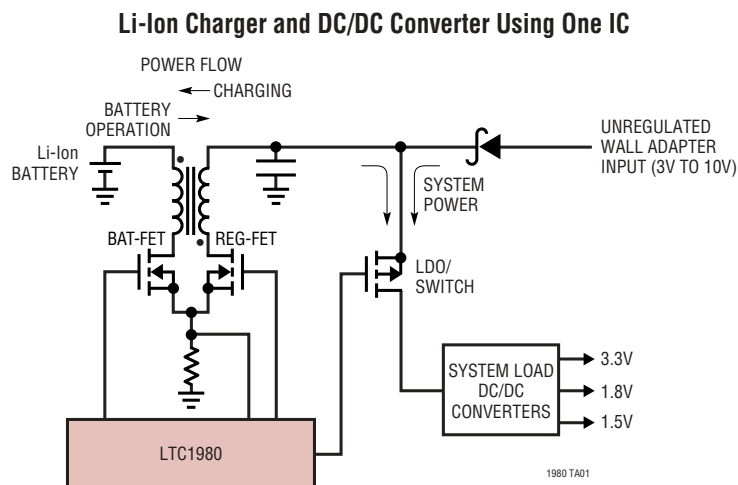 Li-Ion Charger and DC/DC Converter Using One IC
POWER FLOW
CHARGING
BATTERY
OPERATION
Li-Ion
BATTERY
UNREGULATED
WALL ADAPTER
INPUT (3V TO 10V)
SYSTEM
POWER
BAT-FET
REG-FET
LDO/
SWITCH
SYSTEM LOAD
DC/DC
CONVERTERS
3.3V
1.8V
1.5V
LTC1980
1980 TA01